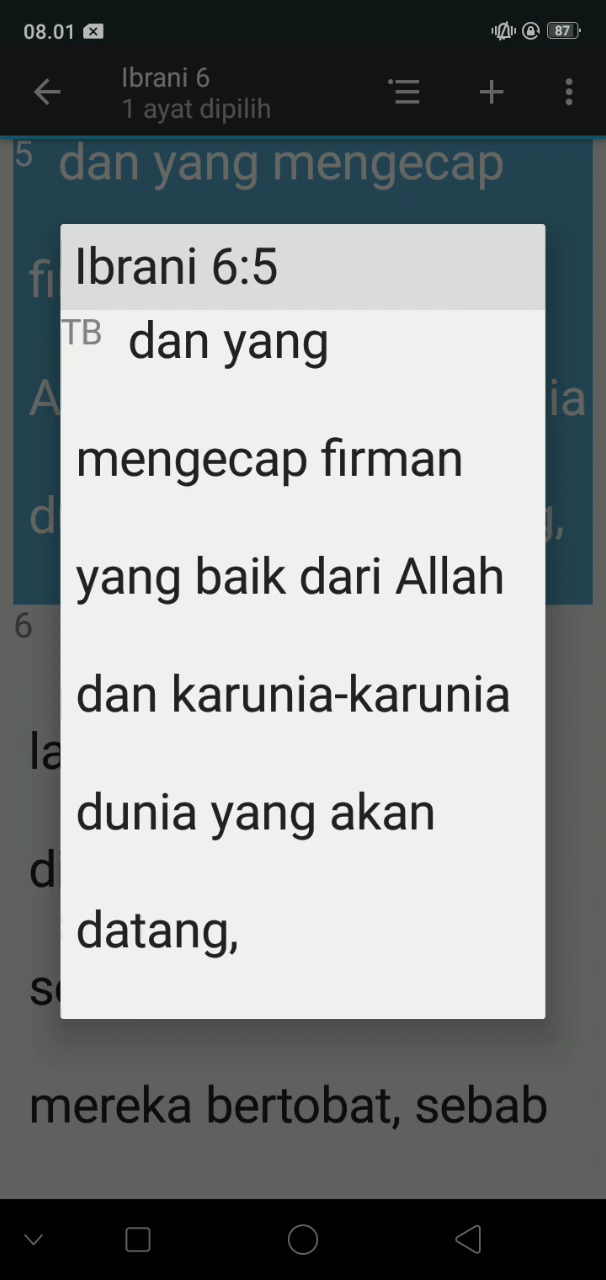 08.01
87
Ibrani 6
1 ayat dipilih
5 dan yang mengecap
Ibrani 6:5
TB dan yang
mengecap firman
yang baik dari Allah
dan karunia-karunia
dunia yang akan
datang,
6
mereka bertobat, sebab